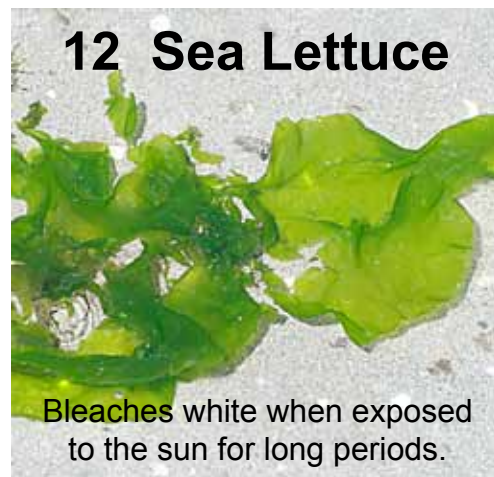 12 Sea Lettuce
Bleaches white when exposed
to the sun for long periods.